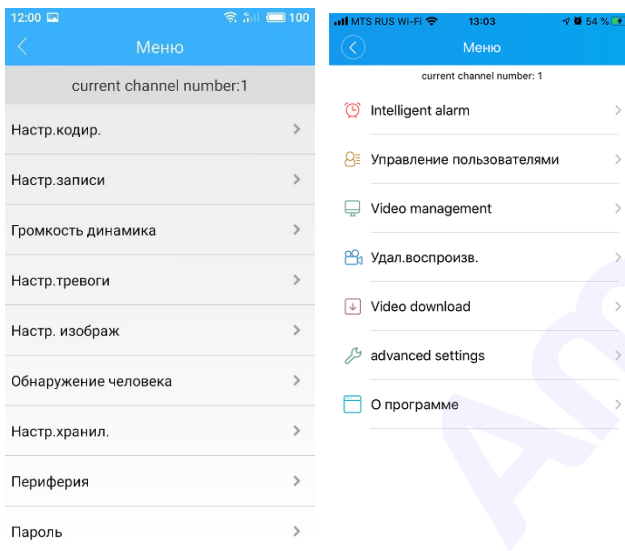 12:00
100
Меню
current channel number:1
Настр.кодир.
Настр.записи
Громкость динамика
Настр.тревоги
Настр. изображ
Обнаружение человека
Настр.хранил.
Периферия
Пароль
MTS RUS Wi-Fi
13:03
54 %
Меню
current channel number: 1
Intelligent alarm
Управление пользователями
Video management
Удал.воспроизв.
Video download
advanced settings
О программе
Am